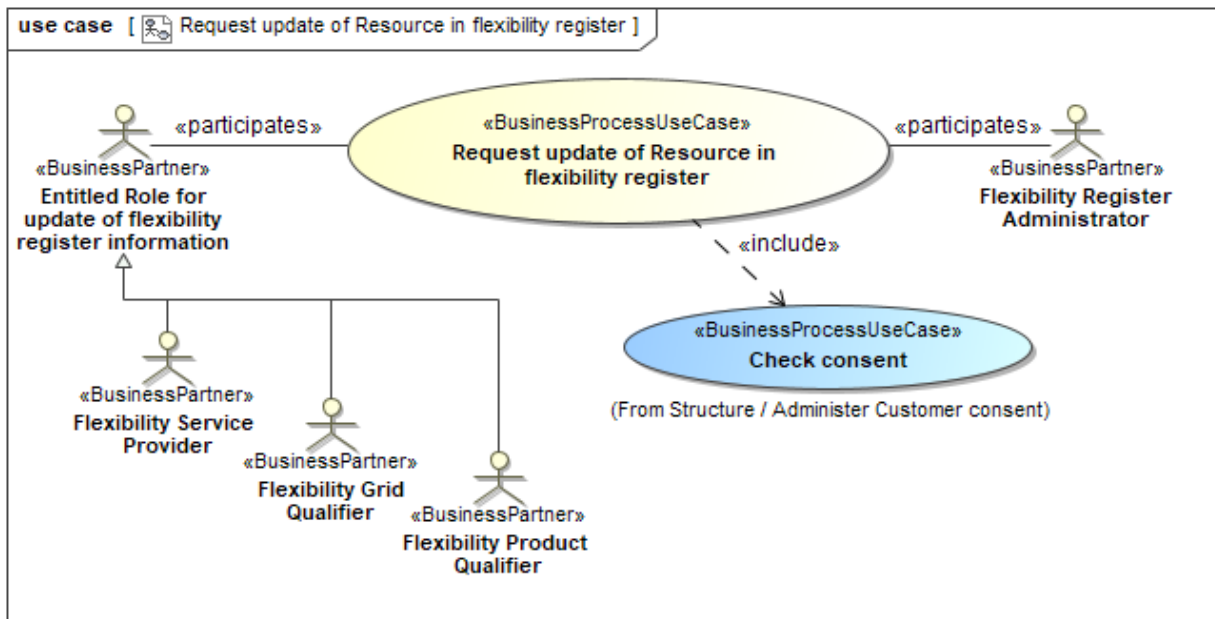 use case [ Request update of Resource in flexibility register ]
«participates»
«BusinessProcessUseCase»
Request update of Resource in
flexibility register
«participates»
«BusinessPartner»
Entitled Role for
update of flexibility
register information
«BusinessPartner»
Flexibility Register
Administrator
«include»
«BusinessProcessUseCase»
Check consent
(From Structure / Administer Customer consent)
«BusinessPartner»
Flexibility Service
Provider
«BusinessPartner»
Flexibility Grid
Qualifier
«BusinessPartner»
Flexibility Product
Qualifier